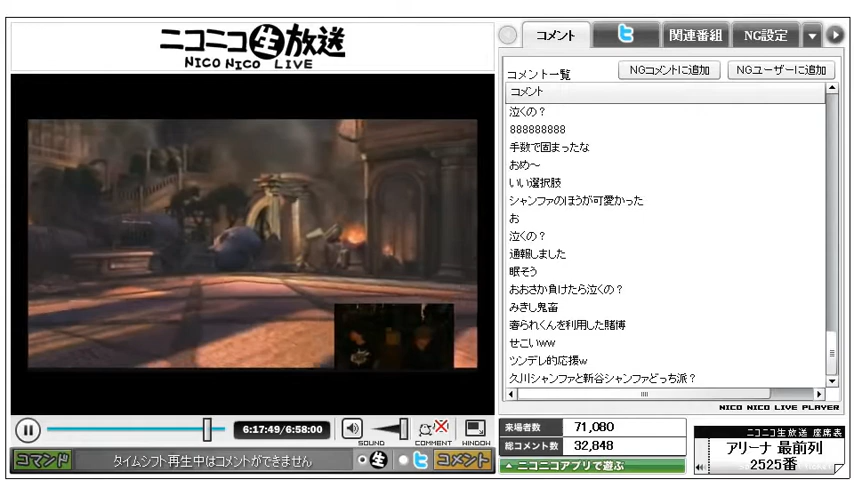 ニコニコ生放送
NICO NICO LIVE
コメント
関連番組
NG設定
コメント一覧
NGコメントに追加
NGユーザーに追加
コメント
泣くの？
888888888
手数で固まったな
おめ～
いい選択肢
シャンファのほうが可愛かった
お
泣くの？
通報しました
眠そう
おおさか負けたら泣くの？
みきし鬼畜
奢られくんを利用した賭博
せこいww
ツンデレ的応援w
久川シャンファと新谷シャンファどっち派？
NICO NICO LIVE PLAYER
6:17:49/6:58:00
SOUND
COMMENT
WINDOW
来場者数
71,080
総コメント数
32,848
ニコニコアプリで遊ぶ
ニコニコ生放送 座席表
アリーナ 最前列
2525番
コマンド
タイムシフト再生中はコメントができません
生
コメント